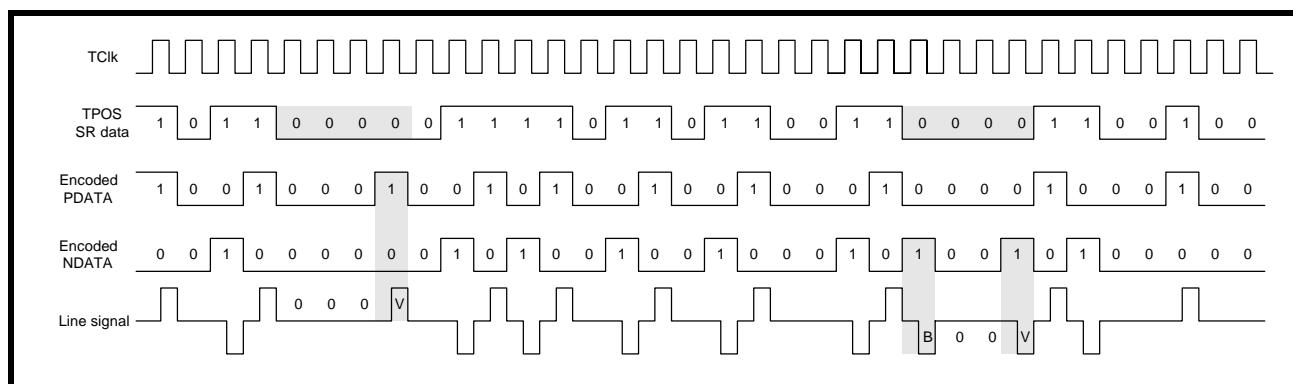 TClk
TPOS
SR data
1 0 1 1 0 0 0 0 0 1 1 1 1 0 1 1 0 1 1 0 0 1 1 0 0 0 0 1 1 0 0 1 0 0
Encoded
PDATA
1 0 0 1 0 0 0 1 0 0 1 0 1 0 0 1 0 0 1 0 0 0 1 0 0 0 0 1 0 0 0 1 0 0
Encoded
NDATA
0 0 1 0 0 0 0 0 0 1 0 1 0 0 1 0 0 1 0 0 0 1 0 1 0 0 1 0 1 0 0 0 0 0
Line signal
0 0 0 V
B 0 0 V